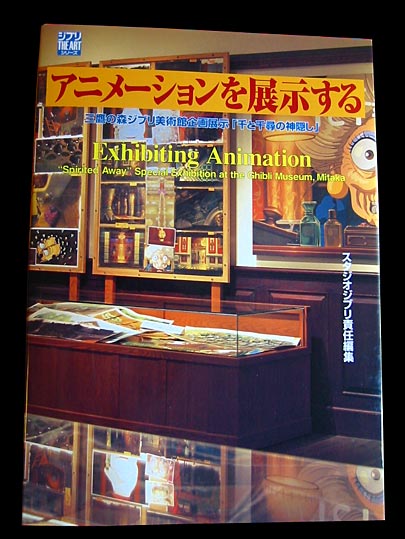 ジブリ
THE ART
シリーズ
アニメーションを展示する
三鷹の森ジブリ美術館企画展示「千と千尋の神隠し」
Exhibiting Animation
"Spirited Away" Special Exhibition at the Ghibli Museum, Mitaka
スタジオジブリ責任編集